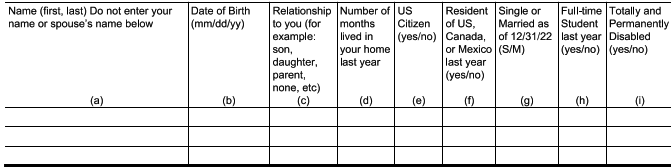 Name (first, last) Do not enter your
name or spouse's name below
(a)
Date of Birth
(mm/dd/yy)
(b)
Relationship
to you (for
example:
son,
daughter,
parent,
none, etc)
(c)
Number of
months
lived in
your home
last year
(d)
US
Citizen
(yes/no)
(e)
Resident
of US,
Canada,
or Mexico
last year
(yes/no)
(f)
Single or
Married as
of 12/31/22
(S/M)
(g)
Full-time
Student
last year
(yes/no)
(h)
Totally and
Permanently
Disabled
(yes/no)
(i)